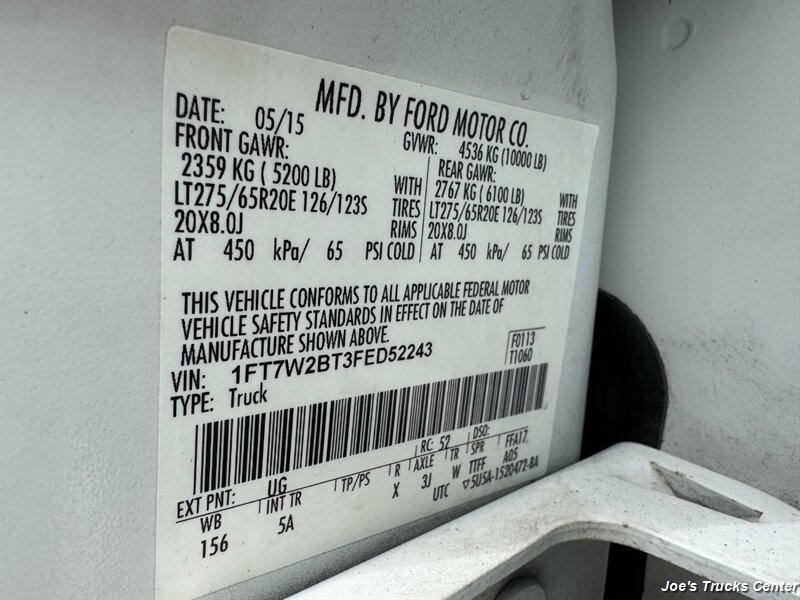 MFD. BY FORD MOTOR CO.
DATE: 05/15 GVWR: 4536 KG (10000 LB)
FRONT GAWR: REAR GAWR:
2359 KG ( 5200 LB) WITH 2767 KG ( 6100 LB) WITH
LT275/65R20E 126/123S TIRES LT275/65R20E 126/123S TIRES
20X8.0J RIMS 20X8.0J RIMS
AT 450 kPa/ 65 PSI COLD AT 450 kPa/ 65 PSI COLD
THIS VEHICLE CONFORMS TO ALL APPLICABLE FEDERAL MOTOR
VEHICLE SAFETY STANDARDS IN EFFECT ON THE DATE OF
MANUFACTURE SHOWN ABOVE.
VIN: 1FT7W2BT3FED52243 F0113
TYPE: Truck T1060
EXT PNT: UG RC: 52 DSO:
WB INT TR TP/PS R AXLE TR SPR FFA17
156 5A X 3J W TTFF A05
UTC ▽5U5A-1520472-BA
Joe's Trucks Center